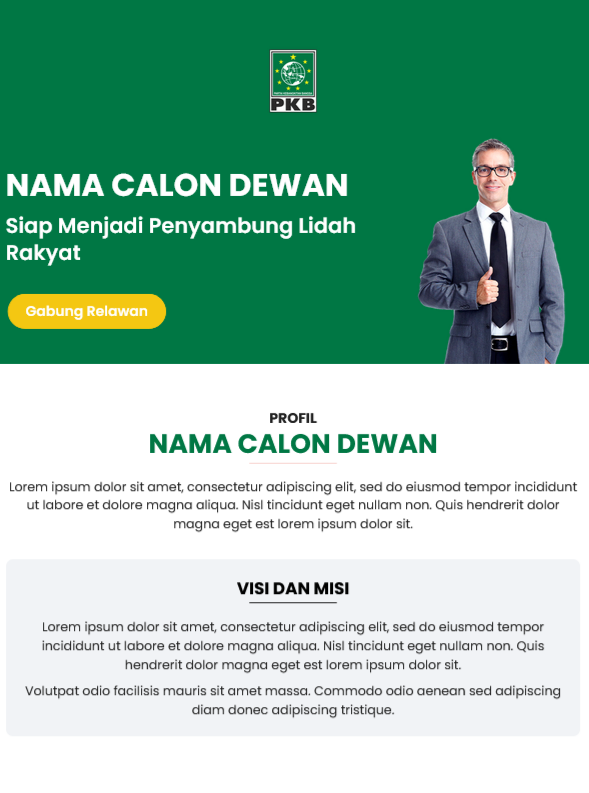 PKB
NAMA CALON DEWAN
Siap Menjadi Penyambung Lidah
Rakyat
Gabung Relawan
PROFIL
NAMA CALON DEWAN
Lorem ipsum dolor sit amet, consectetur adipiscing elit, sed do eiusmod tempor incididunt
ut labore et dolore magna aliqua. Nisl tincidunt eget nullam non. Quis hendrerit dolor
magna eget est lorem ipsum dolor sit.
VISI DAN MISI
Lorem ipsum dolor sit amet, consectetur adipiscing elit, sed do eiusmod tempor
incididunt ut labore et dolore magna aliqua. Nisl tincidunt eget nullam non. Quis
hendrerit dolor magna eget est lorem ipsum dolor sit.
Volutpat odio facilisis mauris sit amet massa. Commodo odio aenean sed adipiscing
diam donec adipiscing tristique.